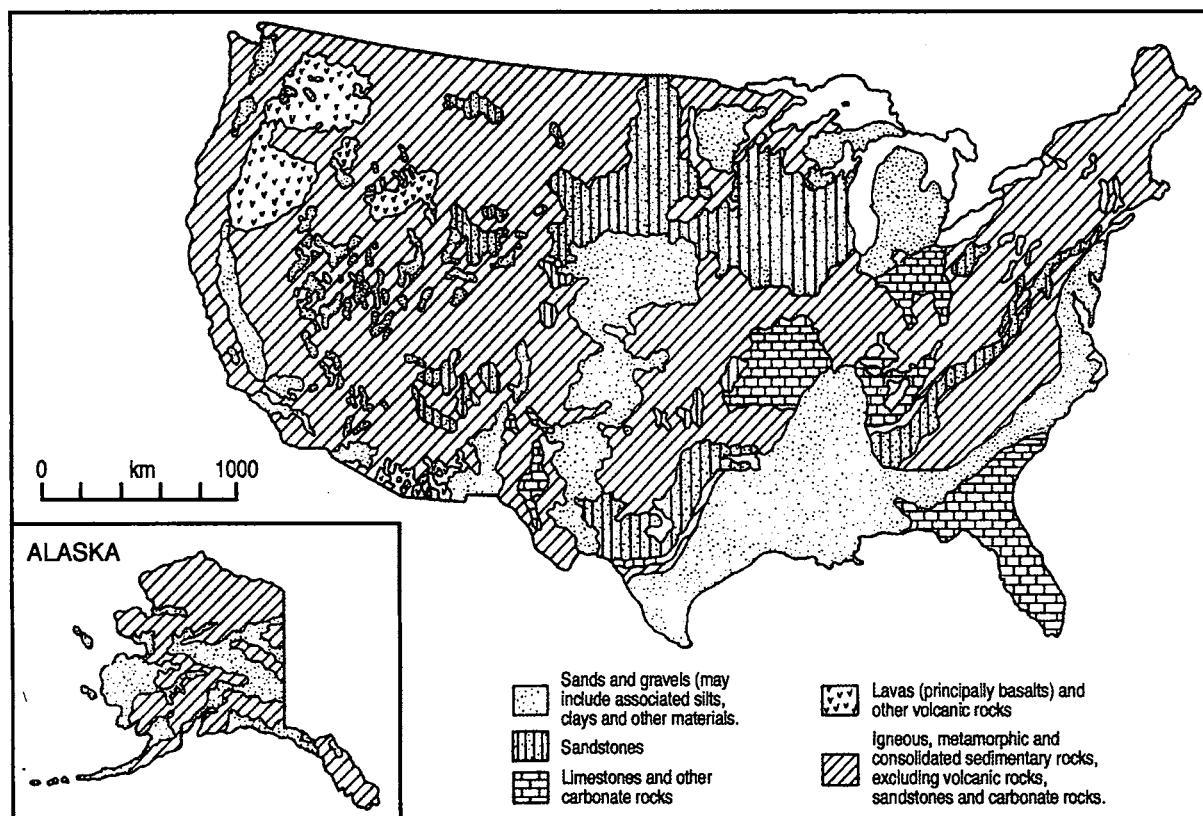 0 km 1000
ALASKA
Sands and gravels (may
include associated silts,
clays and other materials.
Sandstones
Limestones and other
carbonate rocks
Lavas (principally basalts) and
other volcanic rocks
Igneous, metamorphic and
consolidated sedimentary rocks,
excluding volcanic rocks,
sandstones and carbonate rocks.